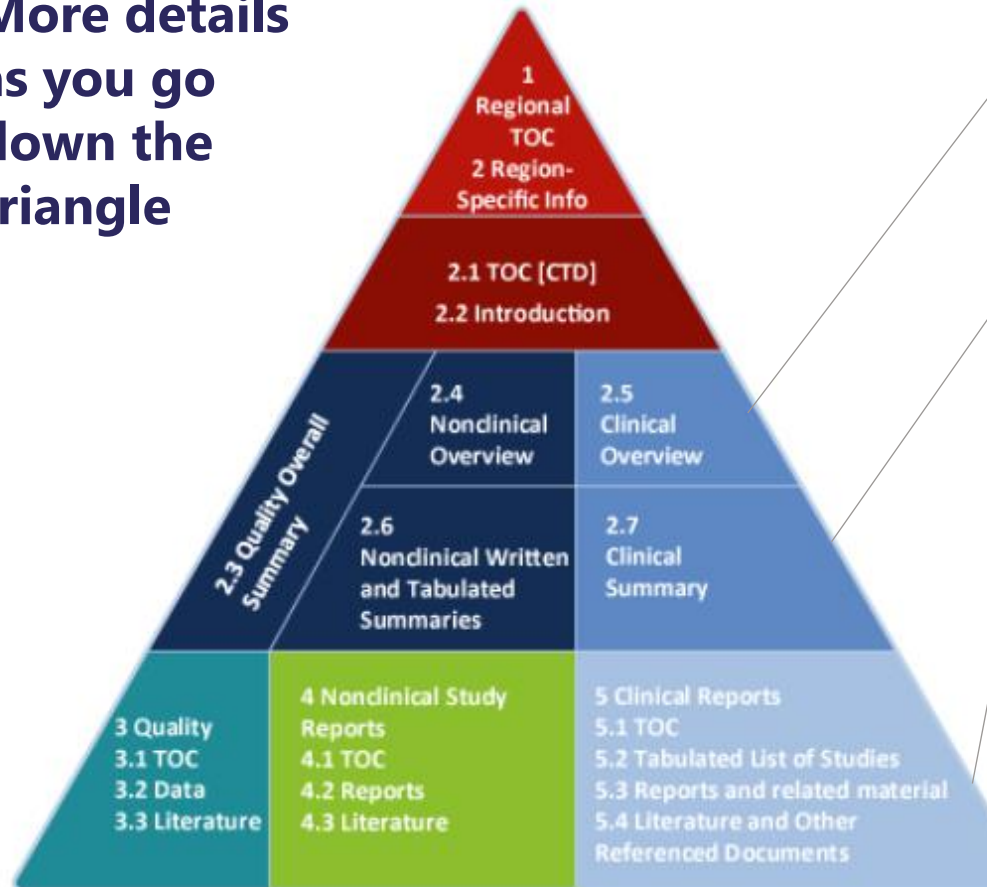 More details
as you go
down the
triangle
1
Regional
TOC
2 Region-
Specific Info
2.1 TOC [CTD]
2.2 Introduction
2.3 Quality Overall
Summary
2.4
Nonclinical
Overview
2.5
Clinical
Overview
2.6
Nonclinical Written
and Tabulated
Summaries
2.7
Clinical
Summary
3 Quality
3.1 TOC
3.2 Data
3.3 Literature
4 Nonclinical Study
Reports
4.1 TOC
4.2 Reports
4.3 Literature
5 Clinical Reports
5.1 TOC
5.2 Tabulated List of Studies
5.3 Reports and related material
5.4 Literature and Other
Referenced Documents